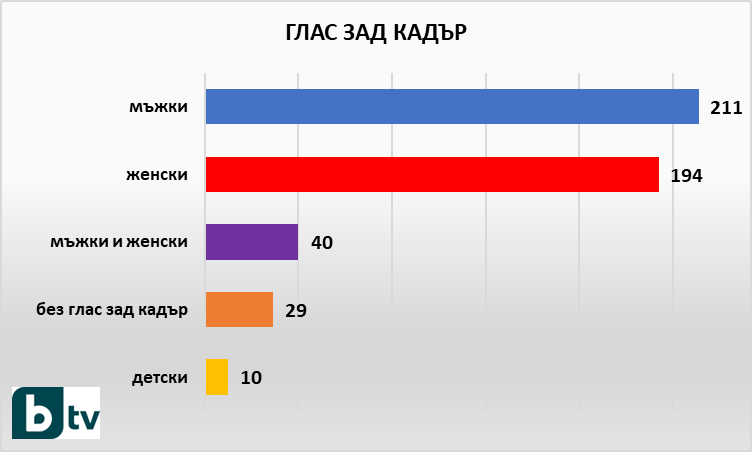 ГЛАС ЗАД КАДЪР
мъжки 211
женски 194
мъжки и женски 40
без глас зад кадър 29
детски 10
btv